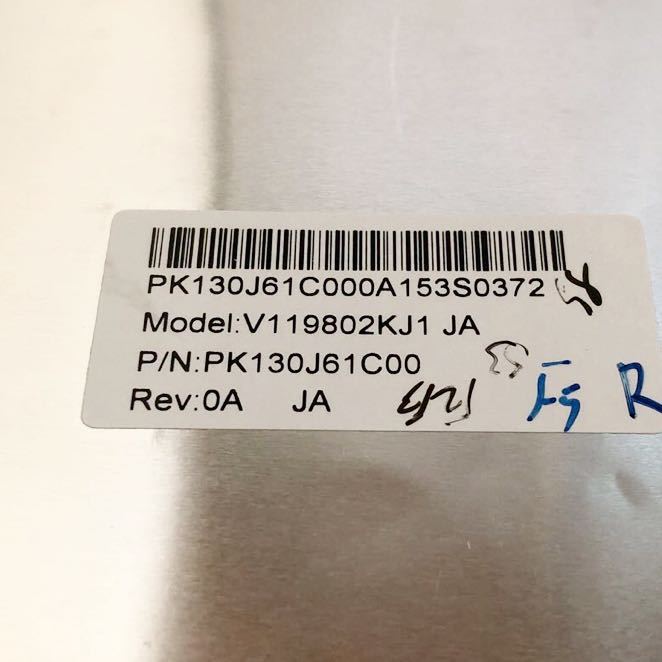 PK130J61C000A153S0372
Model:V119802KJ1 JA
P/N:PK130J61C00
Rev:0A JA
R